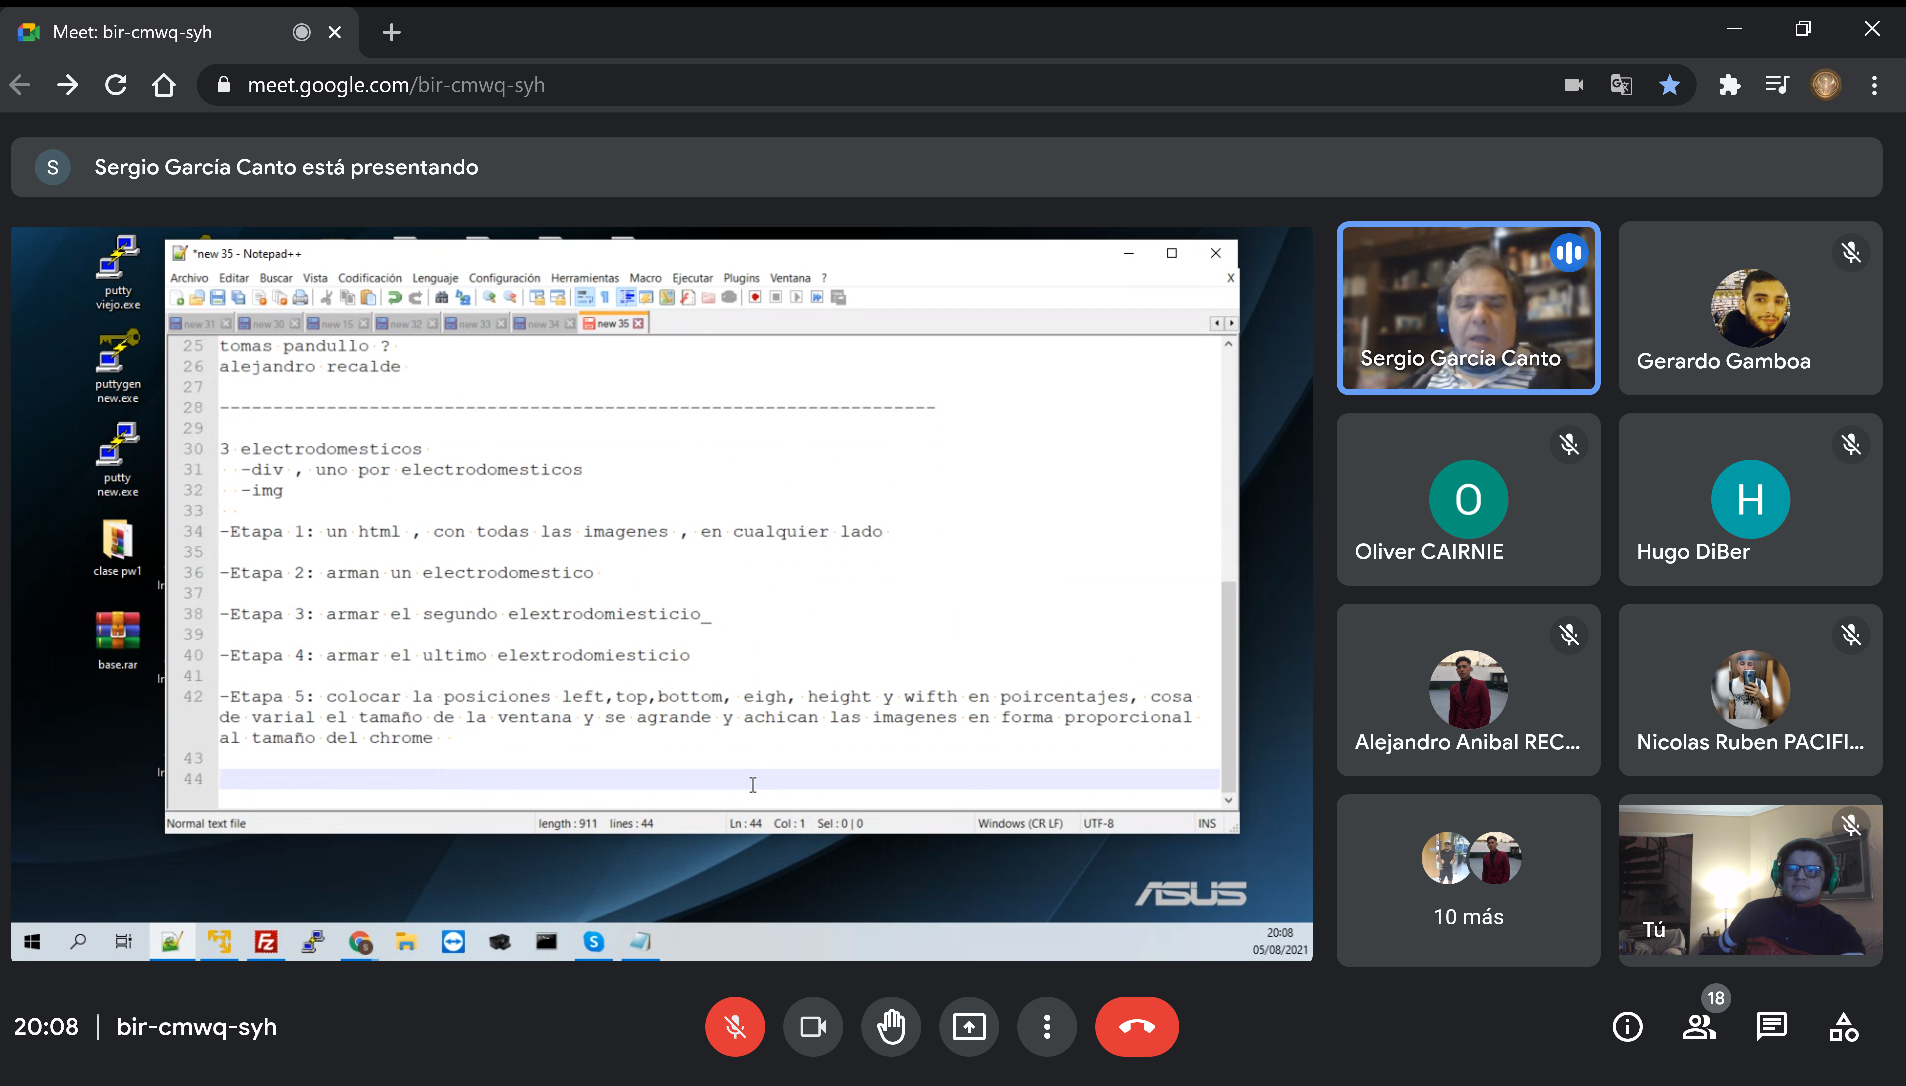 Meet: bir-cmwq-syh
meet.google.com/bir-cmwq-syh
S
Sergio García Canto está presentando
putty
viejo.exe
puttygen
new.exe
putty
new.exe
clase pw1
base.rar
*new 35 - Notepad++
Archivo Editar Buscar Vista Codificación Lenguaje Configuración Herramientas Macro Ejecutar Plugins Ventana ? X
new 31 new 30 new 15 new 32 new 33 new 34 new 35
25 tomas pandullo ?
26 alejandro recalde
27
28 -------------------------------------------------------------------
29
30 3 electrodomesticos
31 -div , uno por electrodomesticos
32 -img
33
34 -Etapa 1: un html , con todas las imagenes , en cualquier lado
35
36 -Etapa 2: arman un electrodomestico
37
38 -Etapa 3: armar el segundo elextrodomiesticio_
39
40 -Etapa 4: armar el ultimo elextrodomiesticio
41
42 -Etapa 5: colocar la posiciones left,top,bottom, eigh, height y wifth en poircentajes, cosa
de varial el tamaño de la ventana y se agrande y achican las imagenes en forma proporcional
al tamaño del chrome
43
44
Normal text file length : 911 lines : 44 Ln : 44 Col : 1 Sel : 0 | 0 Windows (CR LF) UTF-8 INS
ASUS
20:08
05/08/2021
Sergio García Canto
Gerardo Gamboa
O
Oliver CAIRNIE
H
Hugo DiBer
Alejandro Anibal REC...
Nicolas Ruben PACIFI...
10 más
Tú
20:08 | bir-cmwq-syh
18